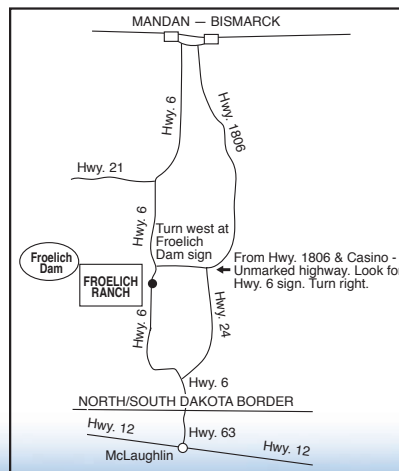 MANDAN — BISMARCK
Hwy. 6
Hwy. 1806
Hwy. 21
Hwy. 6
Turn west at
Froelich
Dam sign
Froelich
Dam
FROELICH
RANCH
From Hwy. 1806 & Casino -
Unmarked highway. Look for
Hwy. 6 sign. Turn right.
Hwy. 6
Hwy. 24
Hwy. 6
NORTH/SOUTH DAKOTA BORDER
Hwy. 12
Hwy. 63
McLaughlin
Hwy. 12